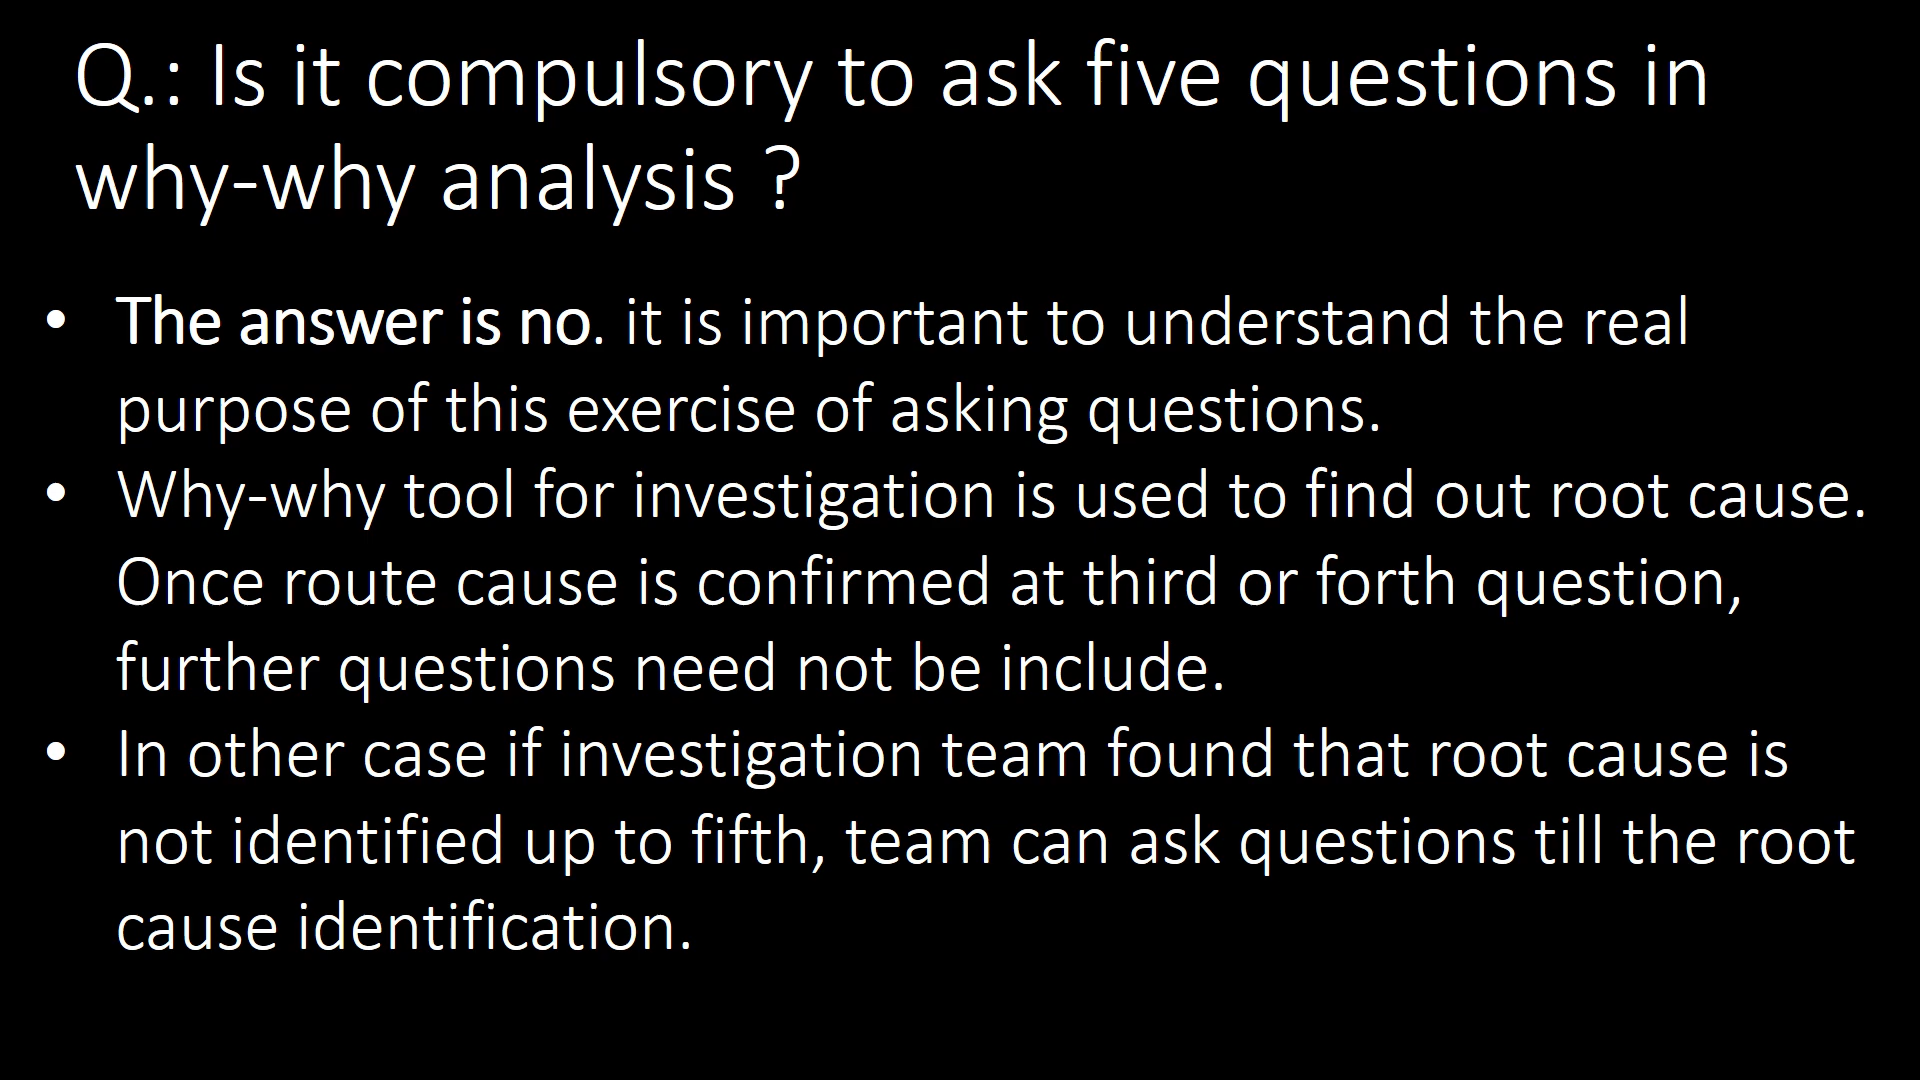 Q.: Is it compulsory to ask five questions in
why-why analysis ?
• The answer is no. it is important to understand the real
purpose of this exercise of asking questions.
• Why-why tool for investigation is used to find out root cause.
Once route cause is confirmed at third or forth question,
further questions need not be include.
• In other case if investigation team found that root cause is
not identified up to fifth, team can ask questions till the root
cause identification.